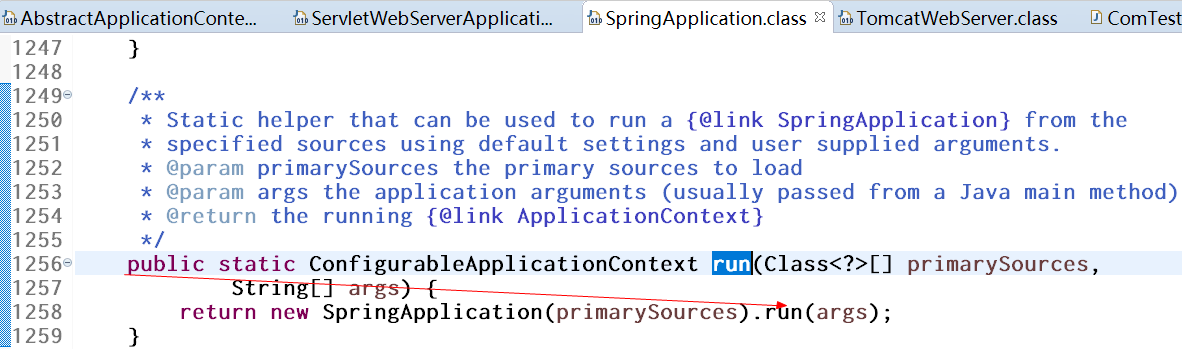 AbstractApplicationConte... ServletWebServerApplicati... SpringApplication.class TomcatWebServer.class ComTest
1247 }
1248
1249 /**
1250 * Static helper that can be used to run a {@link SpringApplication} from the
1251 * specified sources using default settings and user supplied arguments.
1252 * @param primarySources the primary sources to load
1253 * @param args the application arguments (usually passed from a Java main method)
1254 * @return the running {@link ApplicationContext}
1255 */
1256 public static ConfigurableApplicationContext run(Class<?>[] primarySources,
1257 String[] args) {
1258 return new SpringApplication(primarySources).run(args);
1259 }